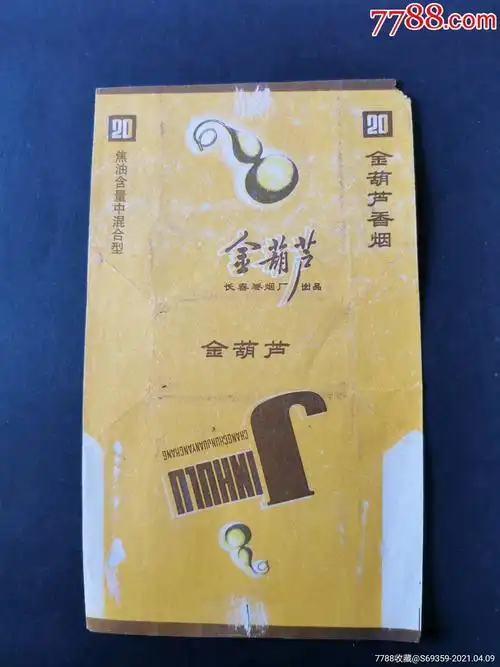 7788.com
20
焦油含量中混合型
20
金葫芦香烟
金葫芦
长春卷烟厂 出品
金葫芦
JINHULU
CHANGCHUNJUANYANCHANG
7788收藏@S69359-2021.04.09